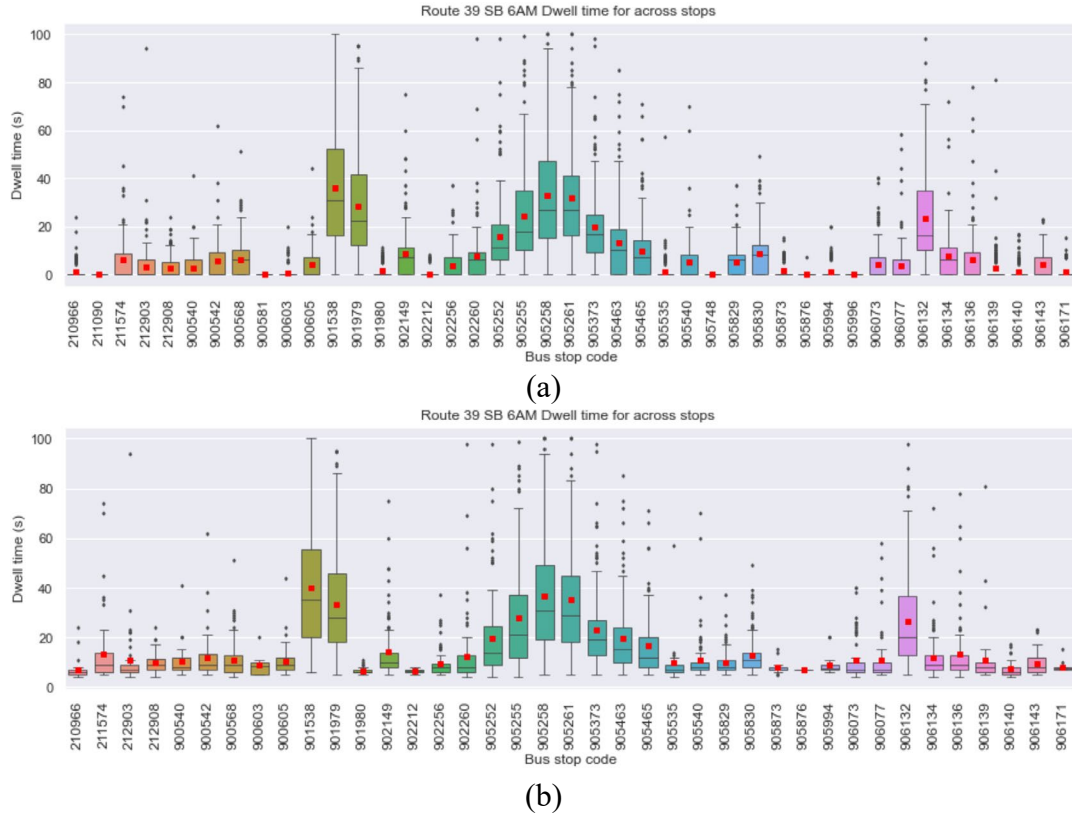 Route 39 SB 6AM Dwell time for across stops
100
80
60
40
20
0
Dwell time (s)
210966 211090 211574 212903 212908 900540 900542 900568 900581 900603 900605 901538 901979 901980 902149 902212 902256 902260 905252 905255 905258 905261 905373 905463 905465 905535 905540 905748 905829 905830 905873 905876 905994 905996 906073 906077 906132 906134 906136 906139 906140 906143 906171
Bus stop code
(a)
Route 39 SB 6AM Dwell time for across stops
100
80
60
40
20
0
Dwell time (s)
210966 211574 212903 212908 900540 900542 900568 900603 900605 901538 901979 901980 902149 902212 902256 902260 905252 905255 905258 905261 905373 905463 905465 905535 905540 905829 905830 905873 905876 905994 906073 906077 906132 906134 906136 906139 906140 906143 906171
Bus stop code
(b)